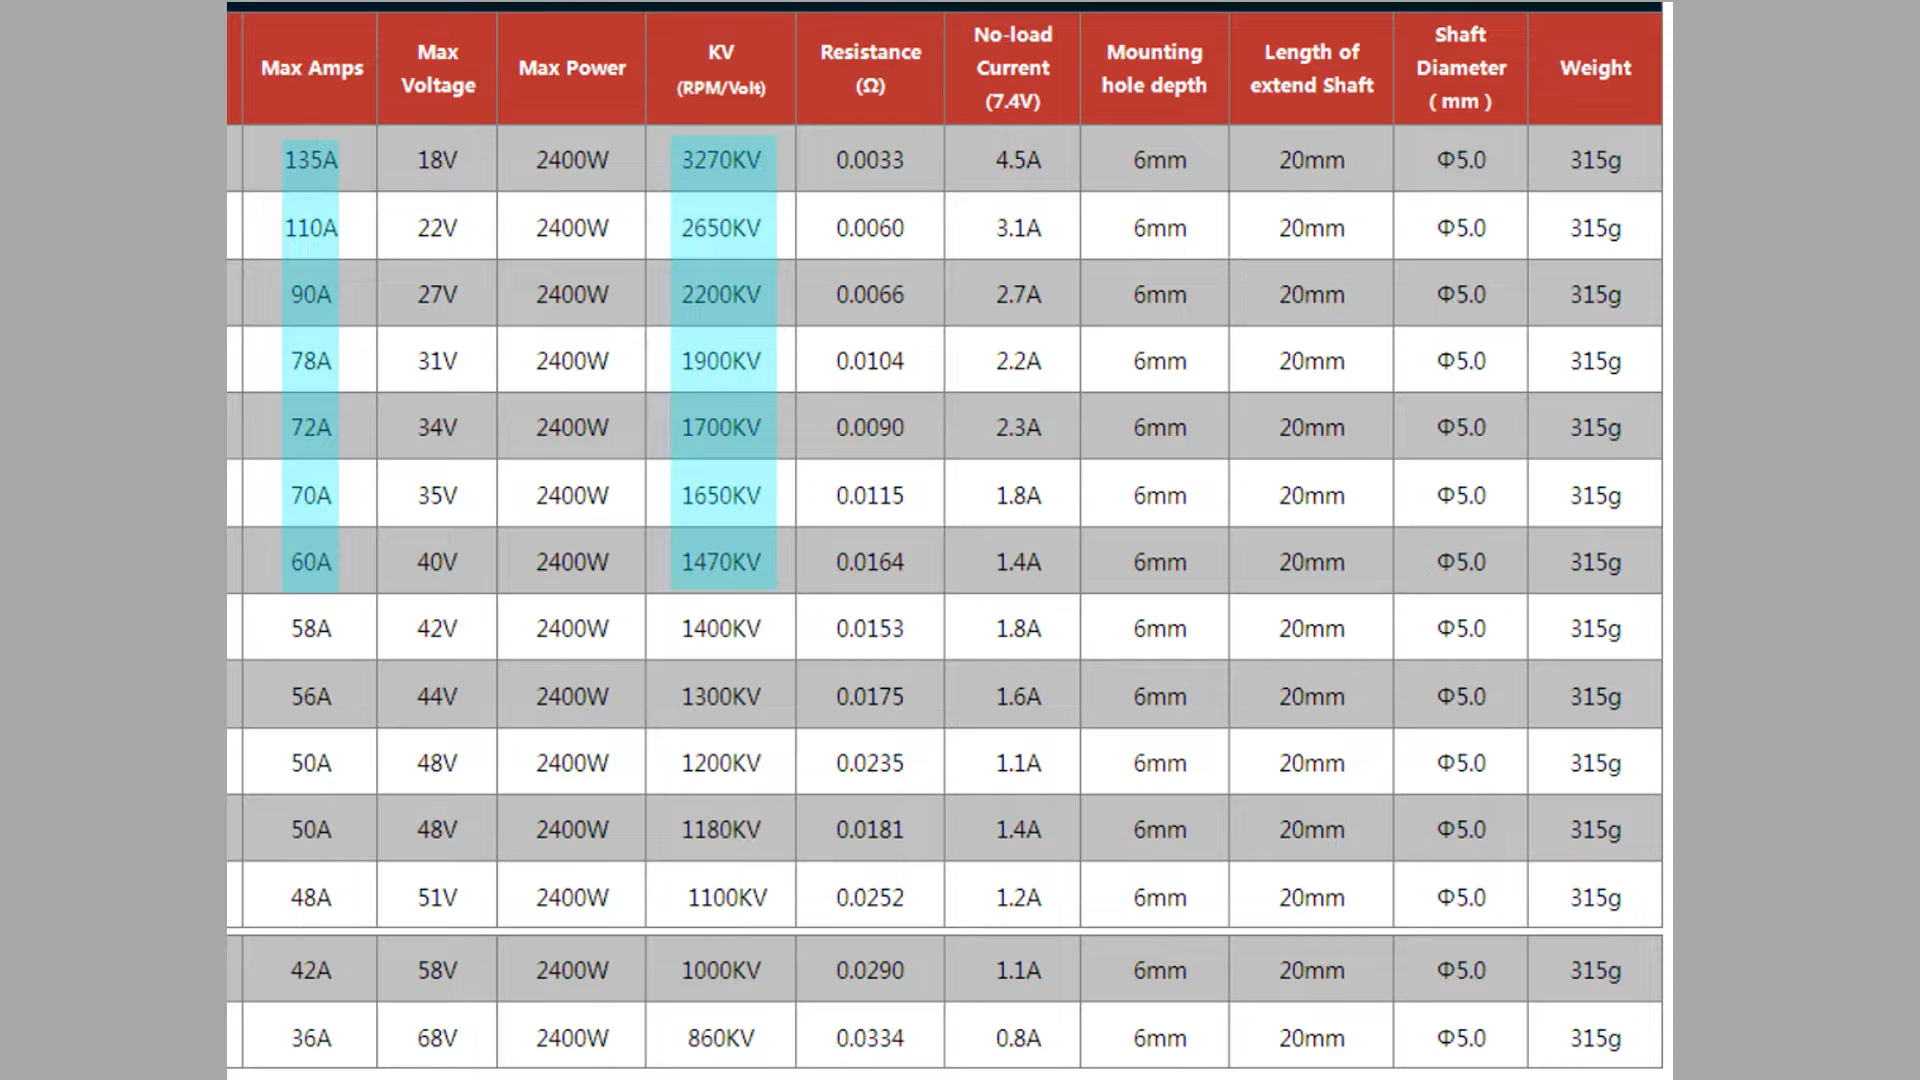 Max Amps Max Voltage Max Power KV (RPM/Volt) Resistance (Ω) No-load Current (7.4V) Mounting hole depth Length of extend Shaft Shaft Diameter ( mm ) Weight
135A 18V 2400W 3270KV 0.0033 4.5A 6mm 20mm Φ5.0 315g
110A 22V 2400W 2650KV 0.0060 3.1A 6mm 20mm Φ5.0 315g
90A 27V 2400W 2200KV 0.0066 2.7A 6mm 20mm Φ5.0 315g
78A 31V 2400W 1900KV 0.0104 2.2A 6mm 20mm Φ5.0 315g
72A 34V 2400W 1700KV 0.0090 2.3A 6mm 20mm Φ5.0 315g
70A 35V 2400W 1650KV 0.0115 1.8A 6mm 20mm Φ5.0 315g
60A 40V 2400W 1470KV 0.0164 1.4A 6mm 20mm Φ5.0 315g
58A 42V 2400W 1400KV 0.0153 1.8A 6mm 20mm Φ5.0 315g
56A 44V 2400W 1300KV 0.0175 1.6A 6mm 20mm Φ5.0 315g
50A 48V 2400W 1200KV 0.0235 1.1A 6mm 20mm Φ5.0 315g
50A 48V 2400W 1180KV 0.0181 1.4A 6mm 20mm Φ5.0 315g
48A 51V 2400W 1100KV 0.0252 1.2A 6mm 20mm Φ5.0 315g
42A 58V 2400W 1000KV 0.0290 1.1A 6mm 20mm Φ5.0 315g
36A 68V 2400W 860KV 0.0334 0.8A 6mm 20mm Φ5.0 315g